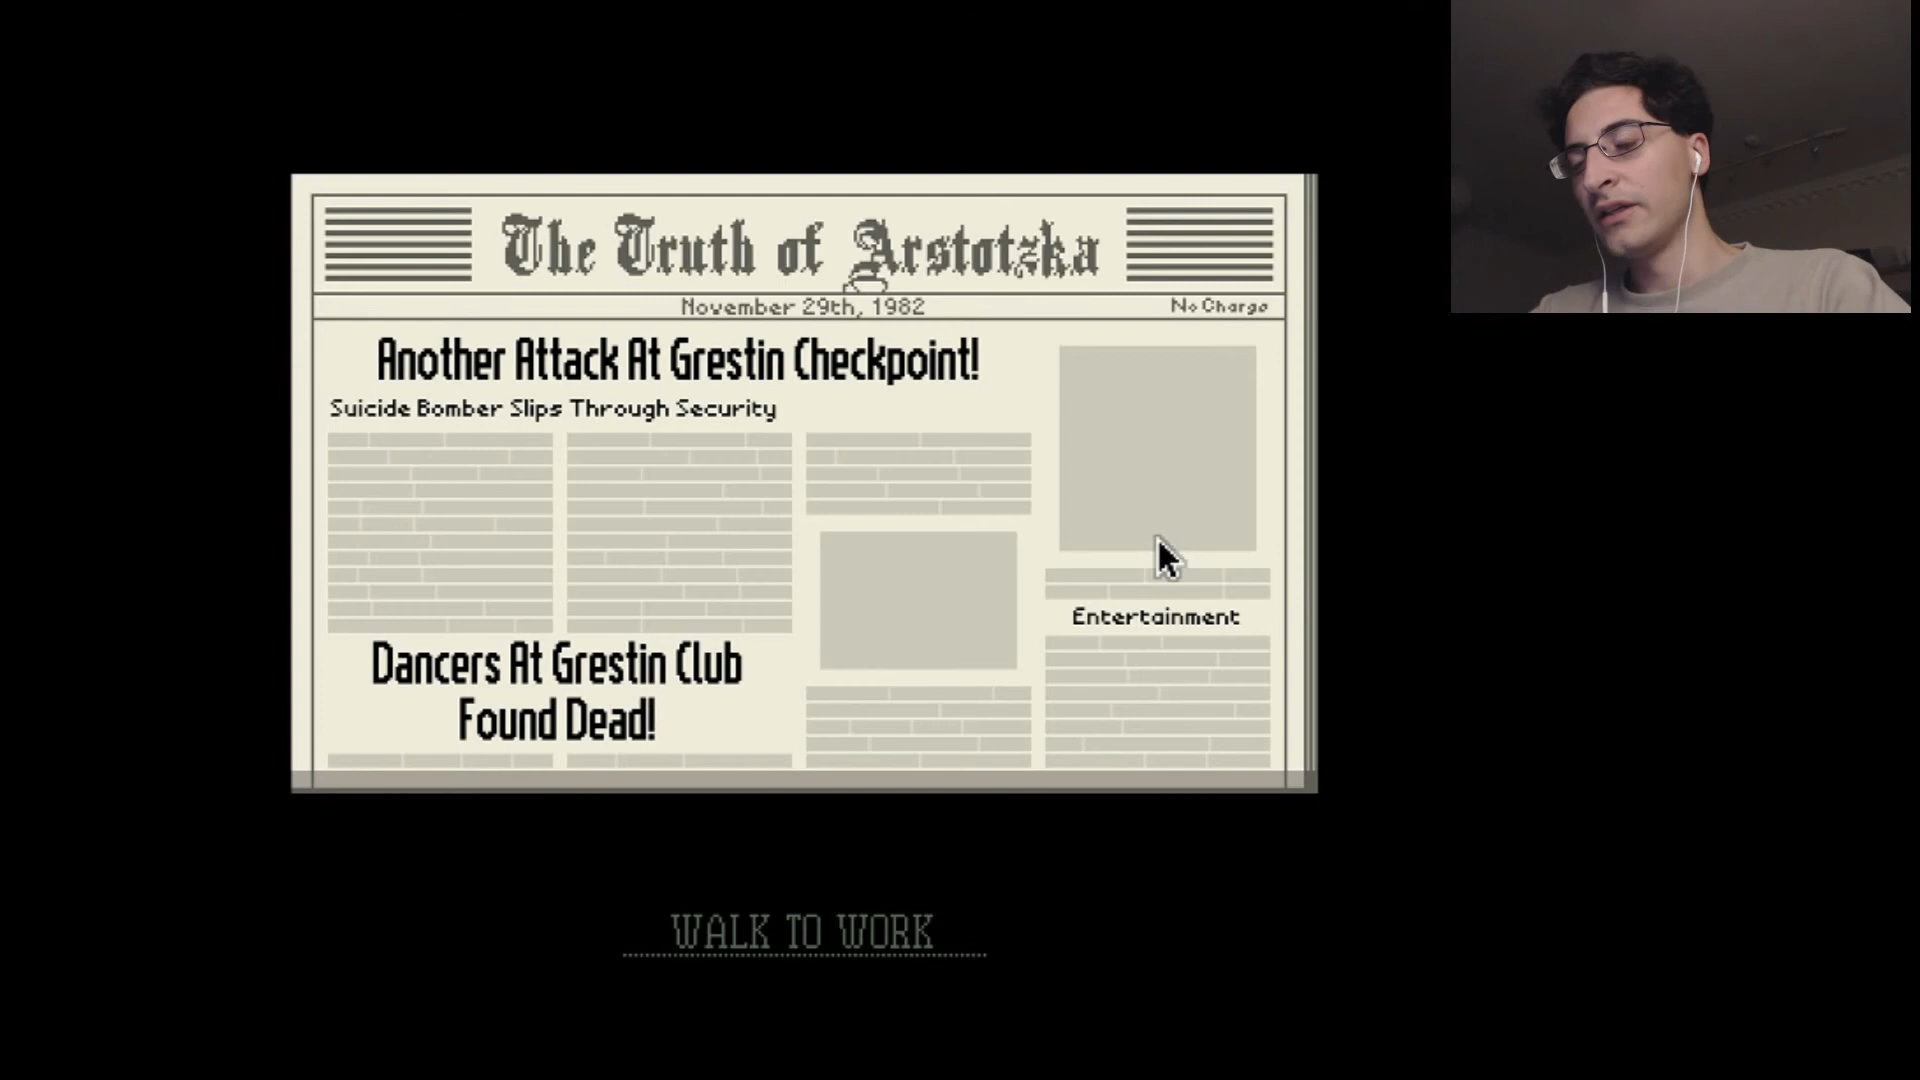 The Truth of Arstotzka
November 29th, 1982
No Charge
Another Attack At Grestin Checkpoint!
Suicide Bomber Slips Through Security
Entertainment
Dancers At Grestin Club
Found Dead!
WALK TO WORK